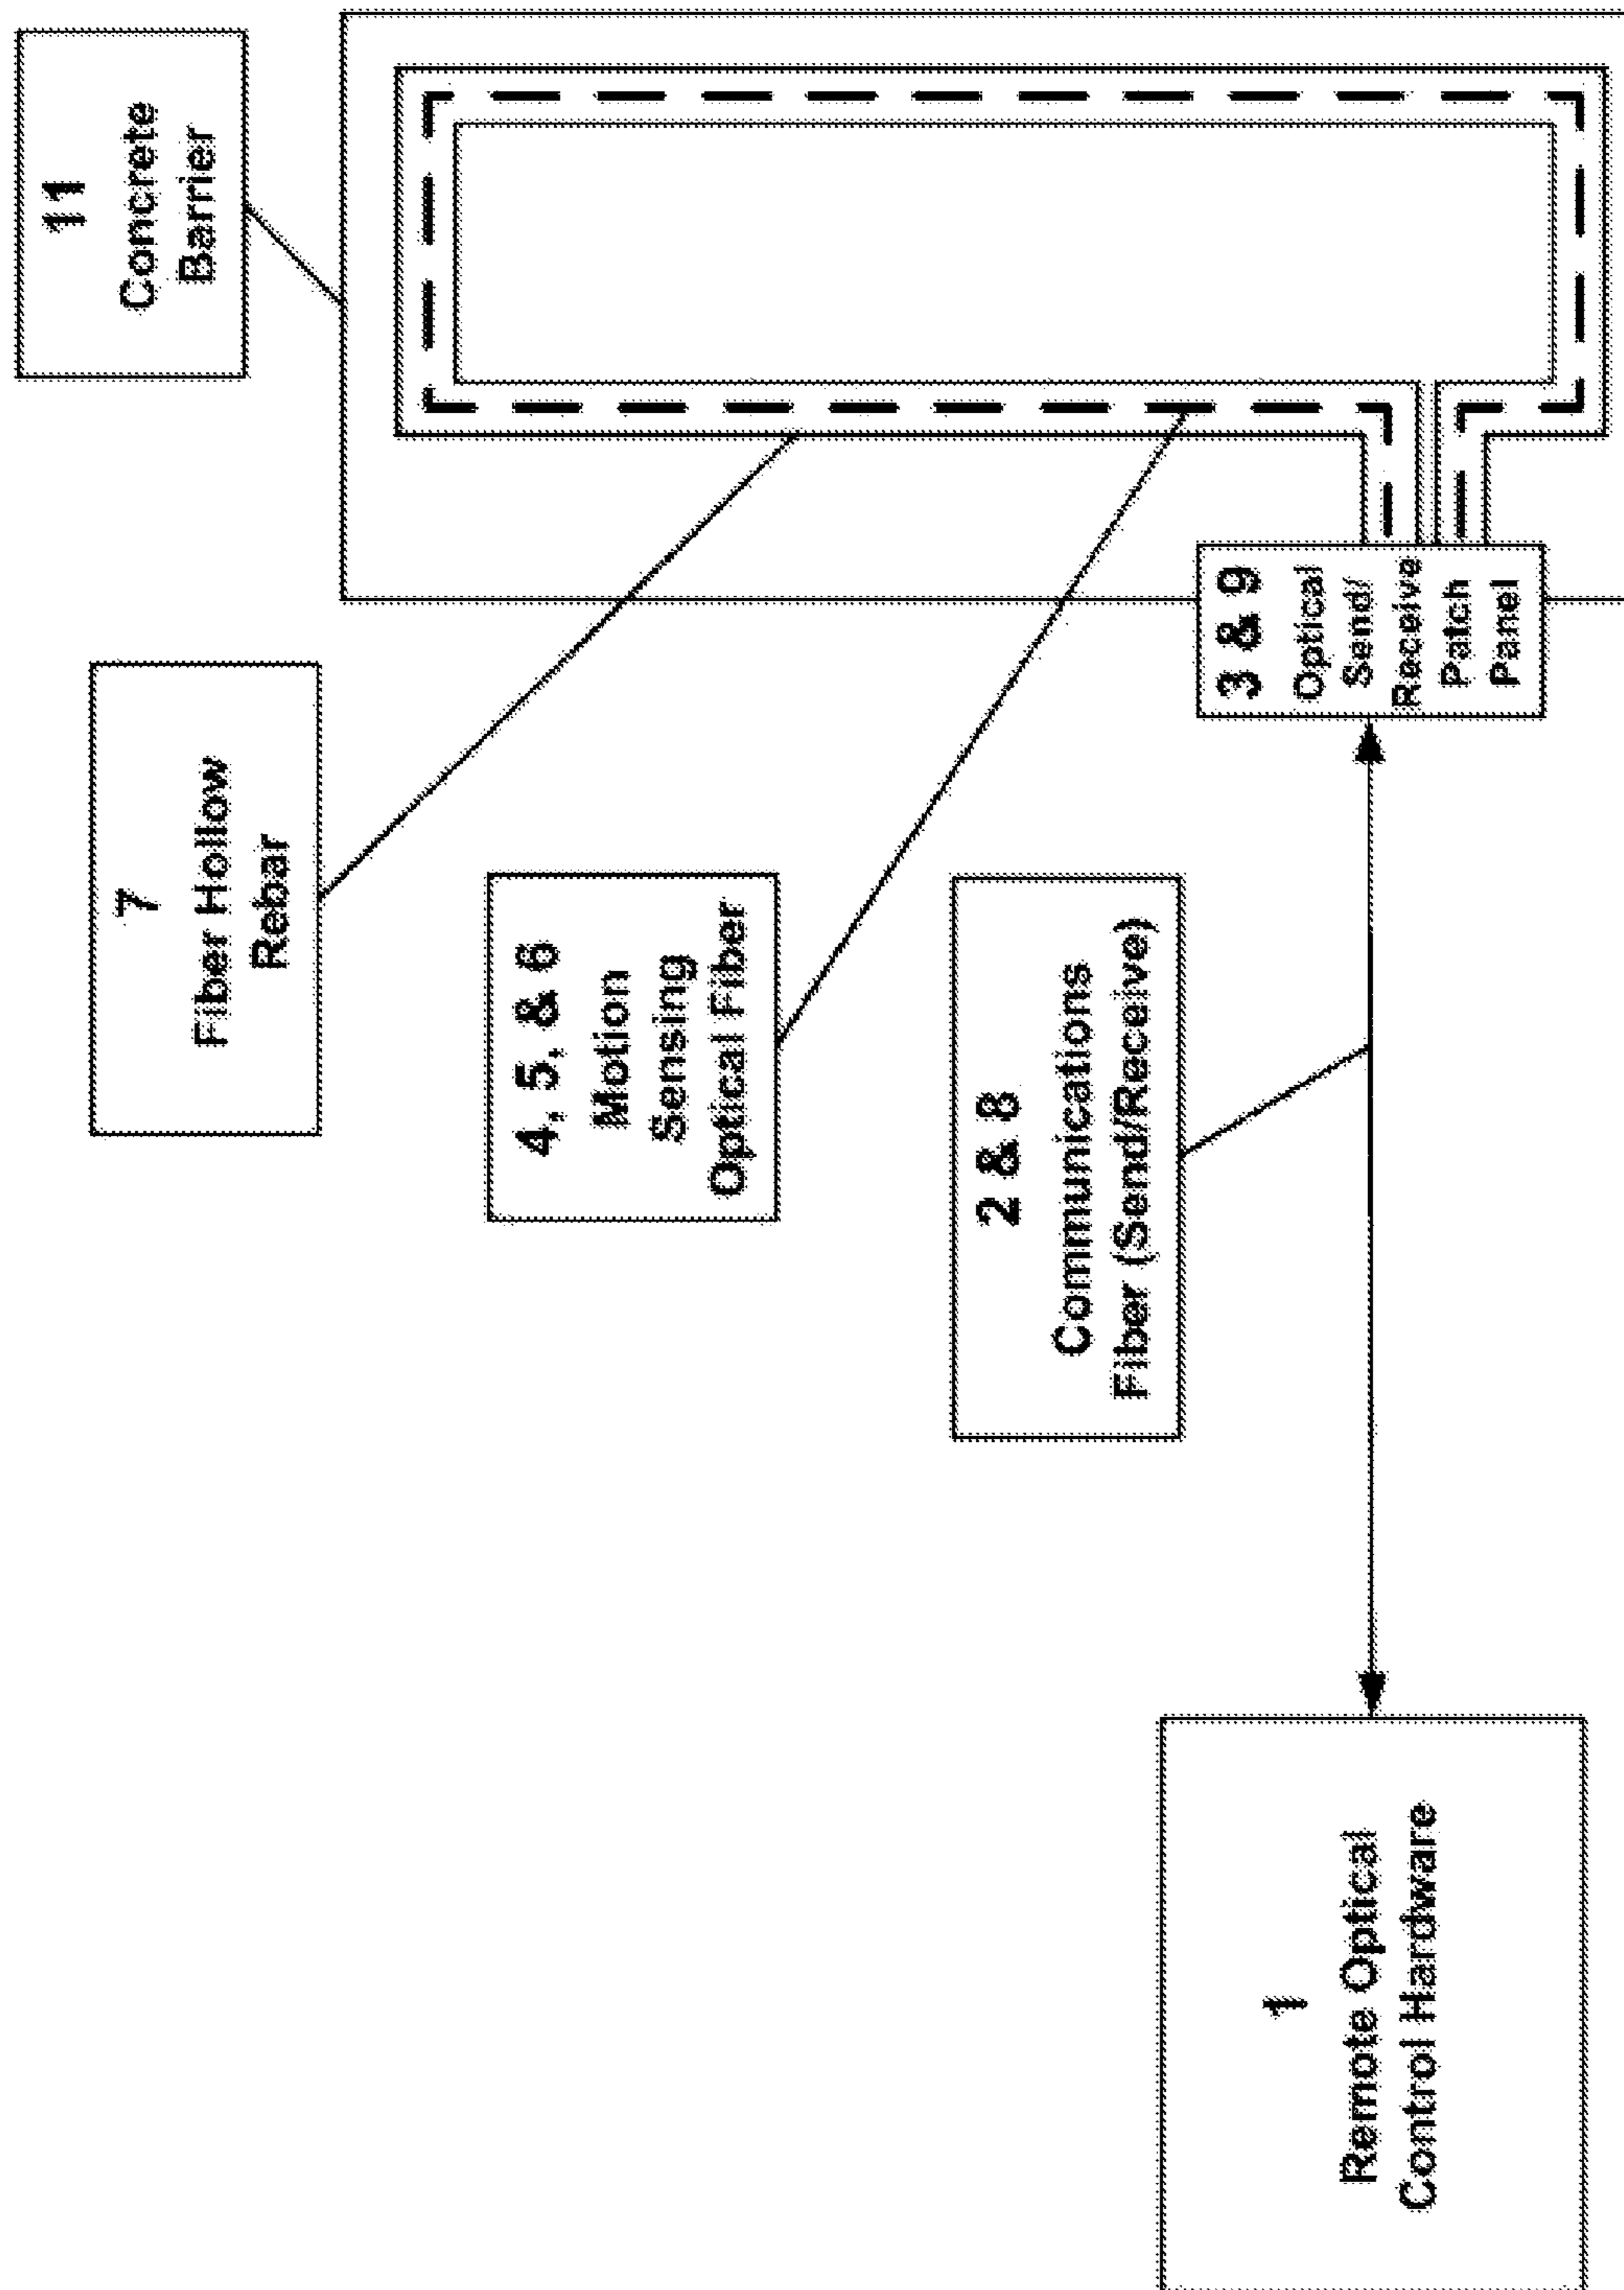 11
Concrete
Barrier
7
Fiber Hollow
Rebar
4, 5, & 6
Motion
Sensing
Optical Fiber
2 & 8
Communications
Fiber (Send/Receive)
3 & 9
Optical
Send/
Receive
Patch
Panel
1
Remote Optical
Control Hardware